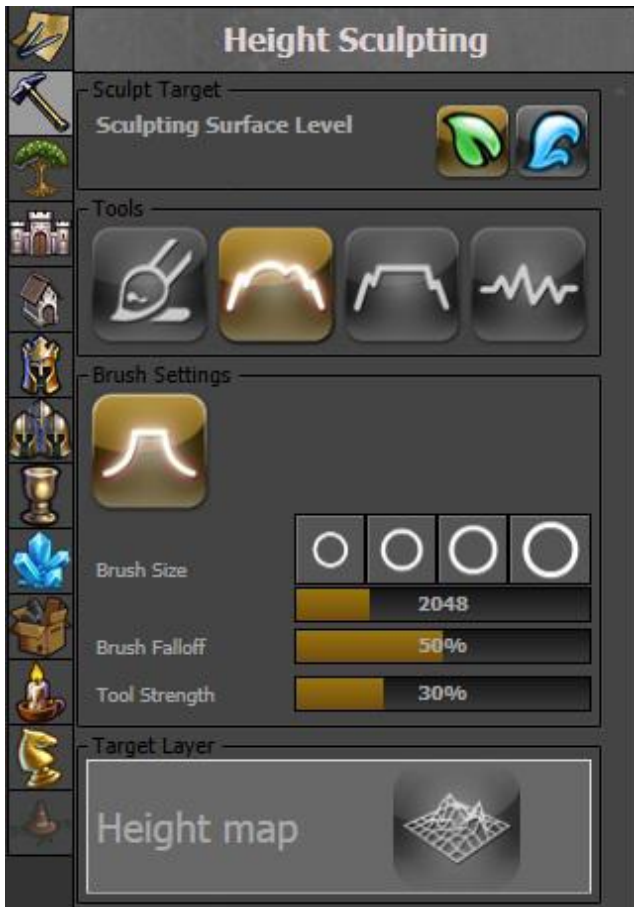 Height Sculpting
Sculpt Target
Sculpting Surface Level
Tools
Brush Settings
Brush Size
2048
Brush Falloff 50%
Tool Strength 30%
Target Layer
Height map